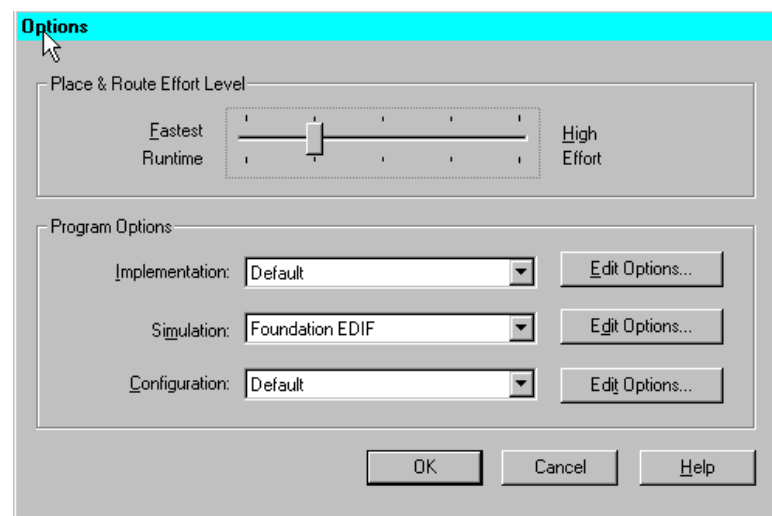 Options
Place & Route Effort Level
Fastest Runtime
High Effort
Program Options
Implementation: Default Edit Options...
Simulation: Foundation EDIF Edit Options...
Configuration: Default Edit Options...
OK Cancel Help